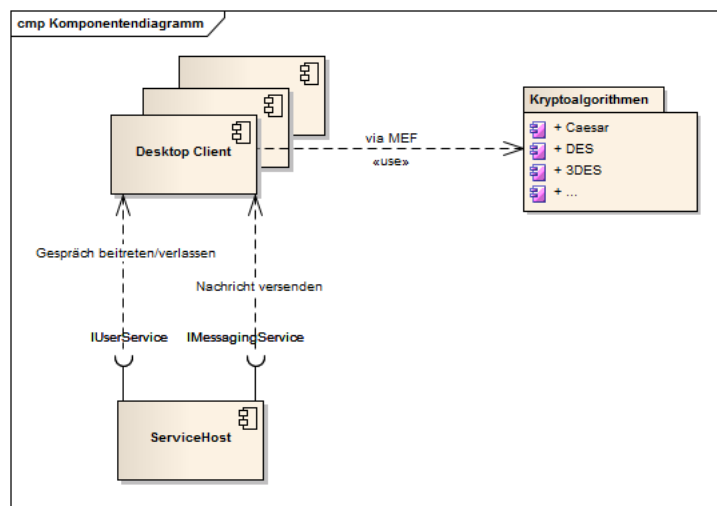 cmp Komponentendiagramm
Desktop Client
via MEF
«use»
Kryptoalgorithmen
+ Caesar
+ DES
+ 3DES
+ ...
Gespräch beitreten/verlassen
Nachricht versenden
IUserService
IMessagingService
ServiceHost